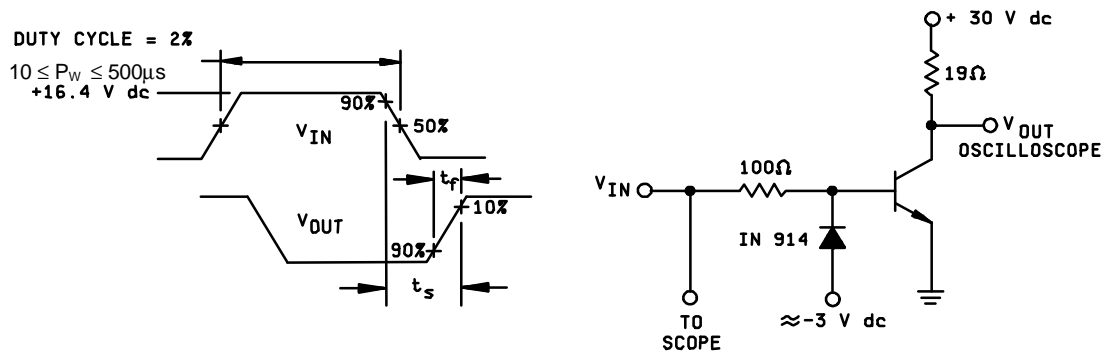 DUTY CYCLE = 2%
10 ≤ PW ≤ 500μs
+16.4 V dc
90%
50%
VIN
tf
10%
VOUT
90%
ts
+ 30 V dc
19Ω
VOUT
OSCILLOSCOPE
100Ω
VIN
IN 914
TO
SCOPE
≈-3 V dc